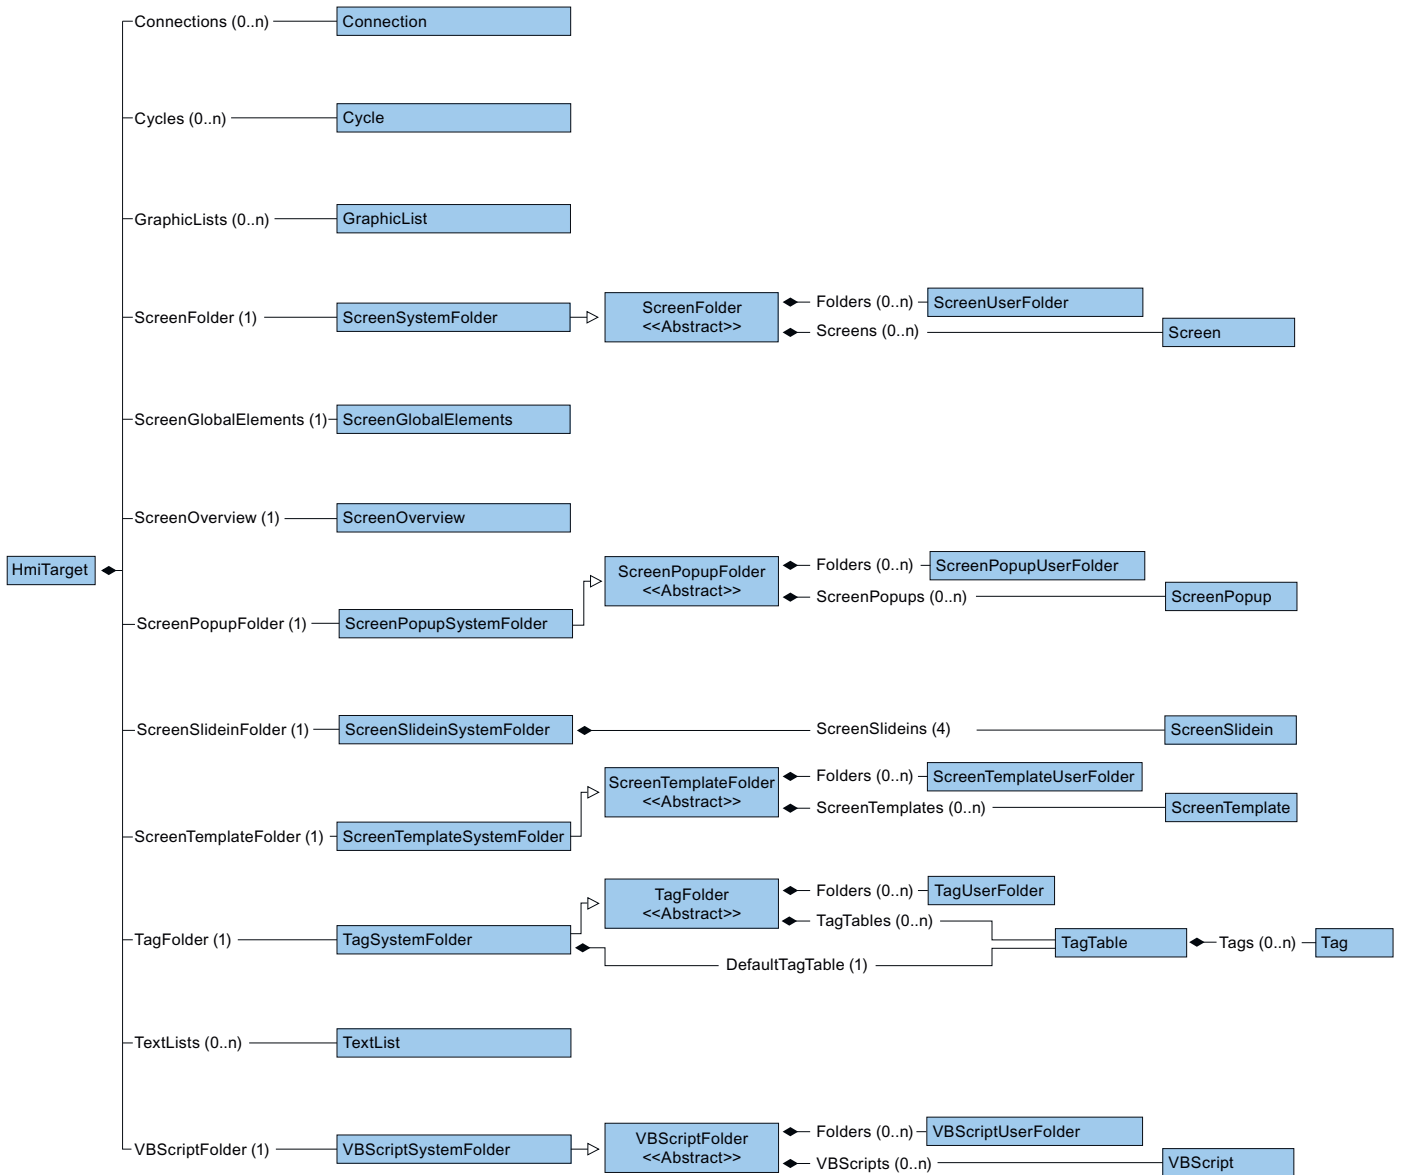 Connections (0..n)
Connection
Cycles (0..n)
Cycle
GraphicLists (0..n)
GraphicList
ScreenFolder (1)
ScreenSystemFolder
ScreenFolder
<<Abstract>>
Folders (0..n)
ScreenUserFolder
Screens (0..n)
Screen
ScreenGlobalElements (1)
ScreenGlobalElements
ScreenOverview (1)
ScreenOverview
HmiTarget
ScreenPopupFolder (1)
ScreenPopupSystemFolder
ScreenPopupFolder
<<Abstract>>
Folders (0..n)
ScreenPopupUserFolder
ScreenPopups (0..n)
ScreenPopup
ScreenSlideinFolder (1)
ScreenSlideinSystemFolder
ScreenSlideins (4)
ScreenSlidein
ScreenTemplateFolder (1)
ScreenTemplateSystemFolder
ScreenTemplateFolder
<<Abstract>>
Folders (0..n)
ScreenTemplateUserFolder
ScreenTemplates (0..n)
ScreenTemplate
TagFolder (1)
TagSystemFolder
TagFolder
<<Abstract>>
Folders (0..n)
TagUserFolder
TagTables (0..n)
DefaultTagTable (1)
TagTable
Tags (0..n)
Tag
TextLists (0..n)
TextList
VBScriptFolder (1)
VBScriptSystemFolder
VBScriptFolder
<<Abstract>>
Folders (0..n)
VBScriptUserFolder
VBScripts (0..n)
VBScript